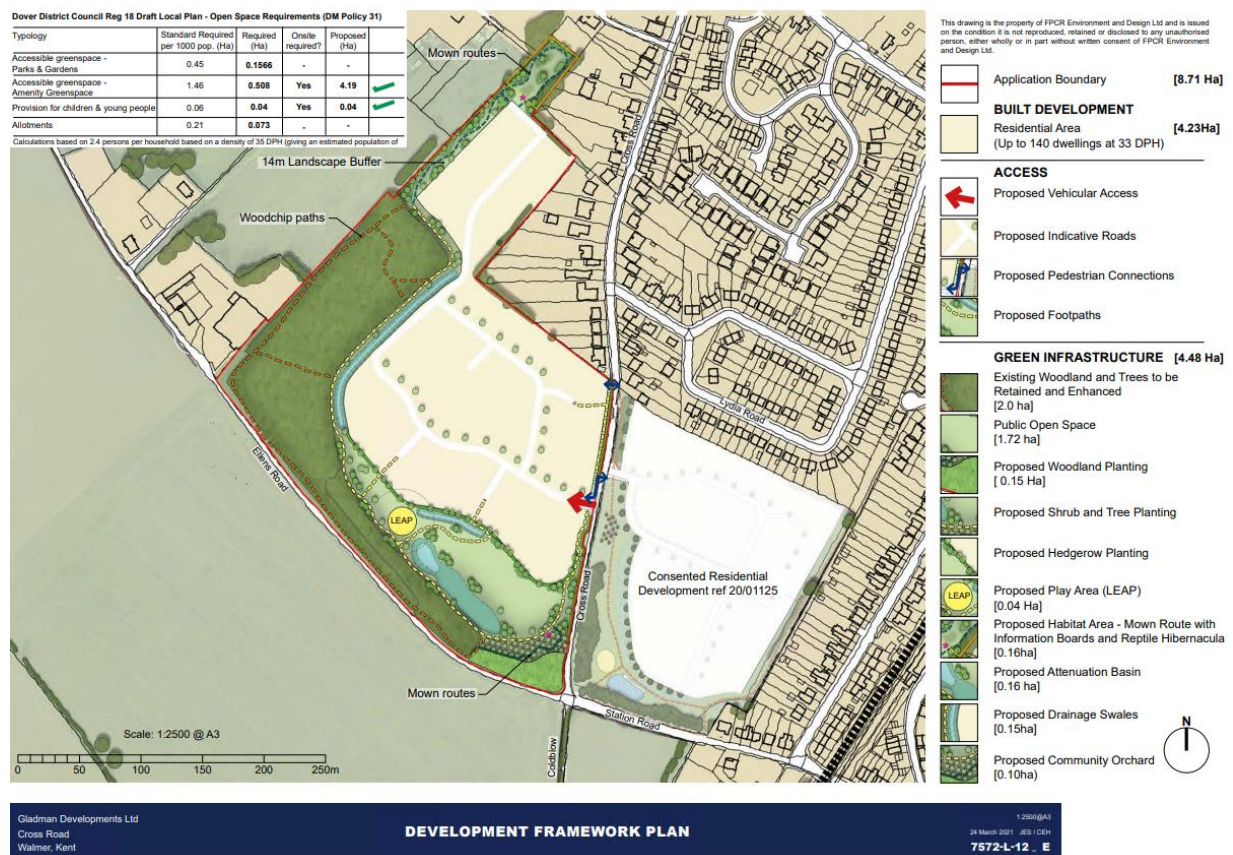 Dover District Council Reg 18 Draft Local Plan - Open Space Requirements (DM Policy 31)
Typology
Standard Required per 1000 pop. (Ha)
Required (Ha)
Onsite required?
Proposed (Ha)
Accessible greenspace - Parks & Gardens
0.45
0.1566
-
-
Accessible greenspace - Amenity Greenspace
1.46
0.508
Yes
4.19
Provision for children & young people
0.06
0.04
Yes
0.04
Allotments
0.21
0.073
-
-
Calculations based on 2.4 persons per household based on a density of 35 DPH (giving an estimated population of
Mown routes
14m Landscape Buffer
Woodchip paths
Cross Road
Lydia Road
Ellens Road
LEAP
Consented Residential
Development ref 20/01125
Cross Road
Mown routes
Station Road
Coldblow
Scale: 1:2500 @ A3
0 50 100 150 200 250m
This drawing is the property of FPCR Environment and Design Ltd and is issued
on the condition it is not reproduced, retained or disclosed to any unauthorised
person, either wholly or in part without written consent of FPCR Environment
and Design Ltd.
Application Boundary [8.71 Ha]
BUILT DEVELOPMENT
Residential Area [4.23Ha]
(Up to 140 dwellings at 33 DPH)
ACCESS
Proposed Vehicular Access
Proposed Indicative Roads
Proposed Pedestrian Connections
Proposed Footpaths
GREEN INFRASTRUCTURE [4.48 Ha]
Existing Woodland and Trees to be
Retained and Enhanced
[2.0 ha]
Public Open Space
[1.72 ha]
Proposed Woodland Planting
[ 0.15 Ha]
Proposed Shrub and Tree Planting
Proposed Hedgerow Planting
LEAP
Proposed Play Area (LEAP)
[0.04 Ha]
Proposed Habitat Area - Mown Route with
Information Boards and Reptile Hibernacula
[0.16ha]
Proposed Attenuation Basin
[0.16 ha]
Proposed Drainage Swales
[0.15ha]
Proposed Community Orchard
[0.10ha)
N
Gladman Developments Ltd
Cross Road
Walmer, Kent
DEVELOPMENT FRAMEWORK PLAN
1:2500@A3
24 March 2021 JES / CEH
7572-L-12 _ E